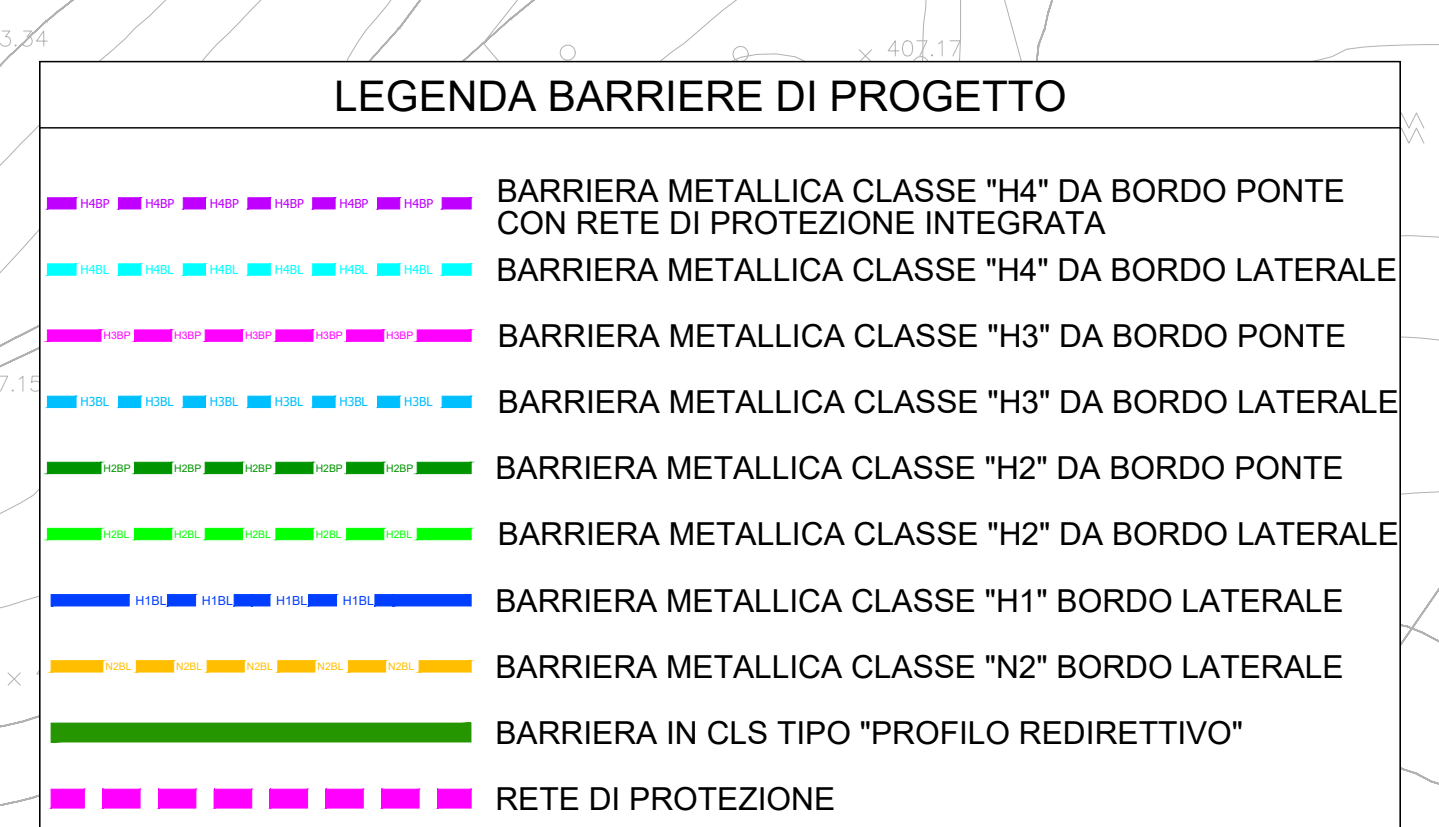 3.34
407.17
LEGENDA BARRIERE DI PROGETTO
H4BP H4BP H4BP H4BP H4BP H4BP
BARRIERA METALLICA CLASSE "H4" DA BORDO PONTE
CON RETE DI PROTEZIONE INTEGRATA
H4BL H4BL H4BL H4BL H4BL H4BL BARRIERA METALLICA CLASSE "H4" DA BORDO LATERALE
H3BP H3BP H3BP H3BP H3BP BARRIERA METALLICA CLASSE "H3" DA BORDO PONTE
7.15
H3BL H3BL H3BL H3BL H3BL H3BL BARRIERA METALLICA CLASSE "H3" DA BORDO LATERALE
H2BP H2BP H2BP H2BP H2BP BARRIERA METALLICA CLASSE "H2" DA BORDO PONTE
H2BL H2BL H2BL H2BL H2BL BARRIERA METALLICA CLASSE "H2" DA BORDO LATERALE
H1BL H1BL H1BL H1BL BARRIERA METALLICA CLASSE "H1" BORDO LATERALE
N2BL N2BL N2BL N2BL N2BL BARRIERA METALLICA CLASSE "N2" BORDO LATERALE
BARRIERA IN CLS TIPO "PROFILO REDIRETTIVO"
RETE DI PROTEZIONE